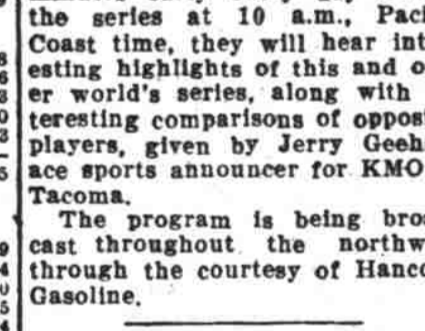 the series at 10 a.m., Paci
Coast time, they will hear int
esting highlights of this and o
er world's series, along with
teresting comparisons of oppos
players, given by Jerry Geeh
ace sports announcer for KMO
Tacoma.
The program is being bro
cast throughout the northw
through the courtesy of Hanco
Gasoline.